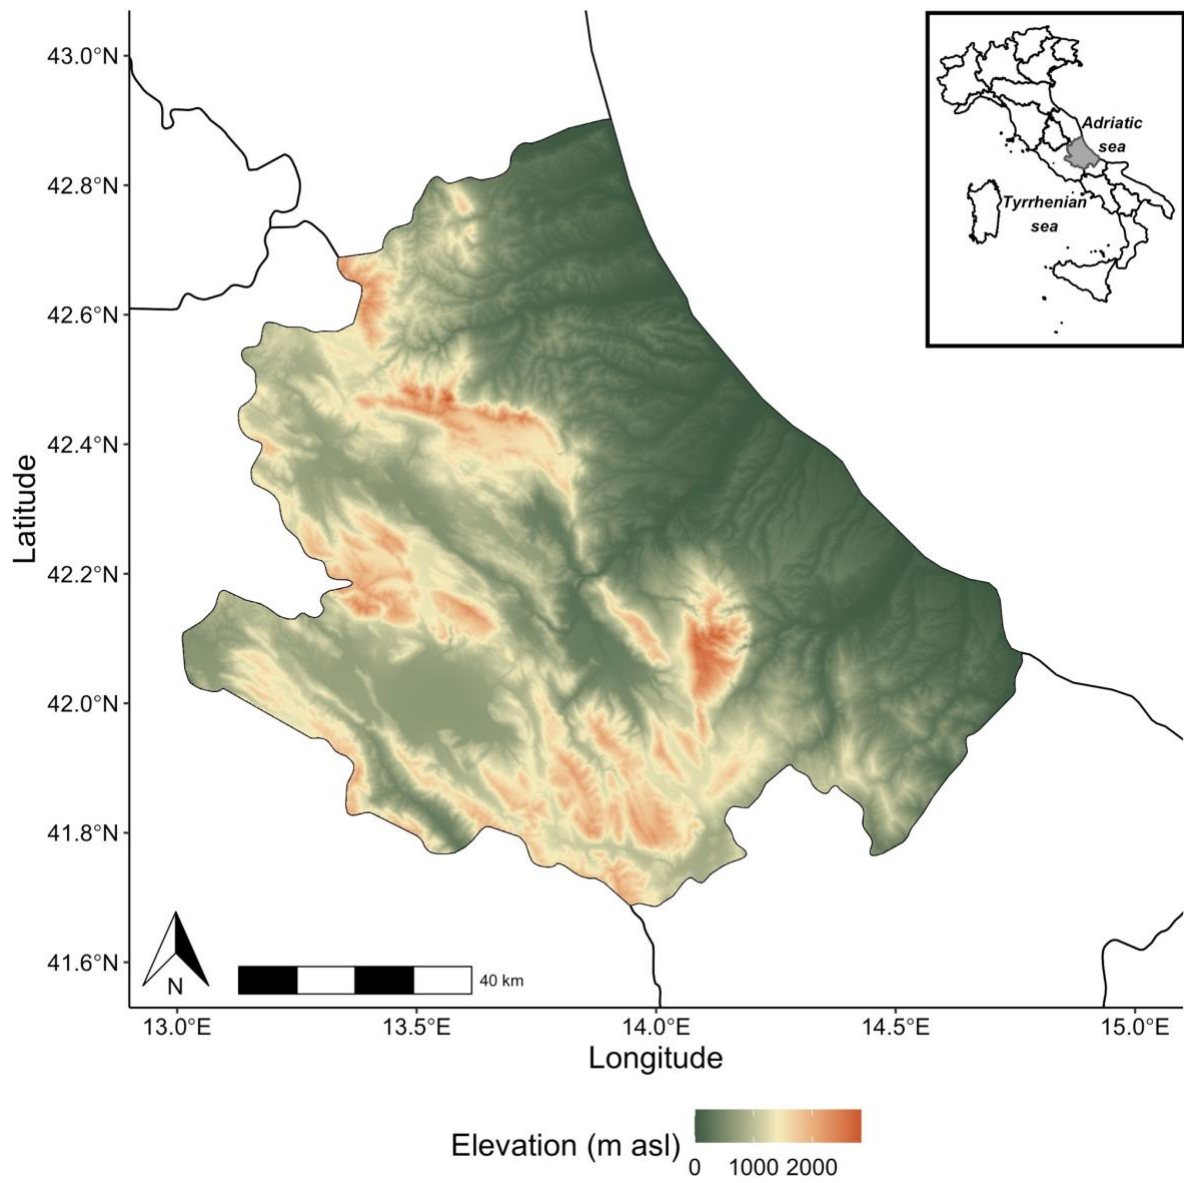 43.0°N
42.8°N
42.6°N
42.4°N
42.2°N
42.0°N
41.8°N
41.6°N
Latitude
Adriatic
sea
Tyrrhenian
sea
N
40 km
13.0°E 13.5°E 14.0°E 14.5°E 15.0°E
Longitude
Elevation (m asl)
0 1000 2000